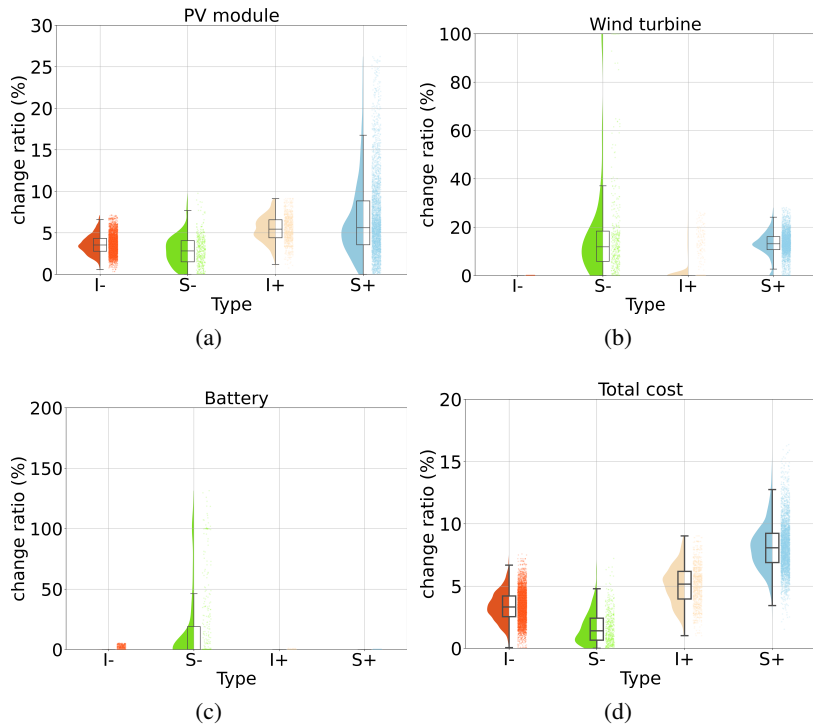 PV module
30
25
20
15
10
5
0
change ratio (%)
I- S- I+ S+
Type
(a)
Wind turbine
100
80
60
40
20
0
change ratio (%)
I- S- I+ S+
Type
(b)
Battery
200
150
100
50
0
change ratio (%)
I- S- I+ S+
Type
(c)
Total cost
20
15
10
5
0
change ratio (%)
I- S- I+ S+
Type
(d)